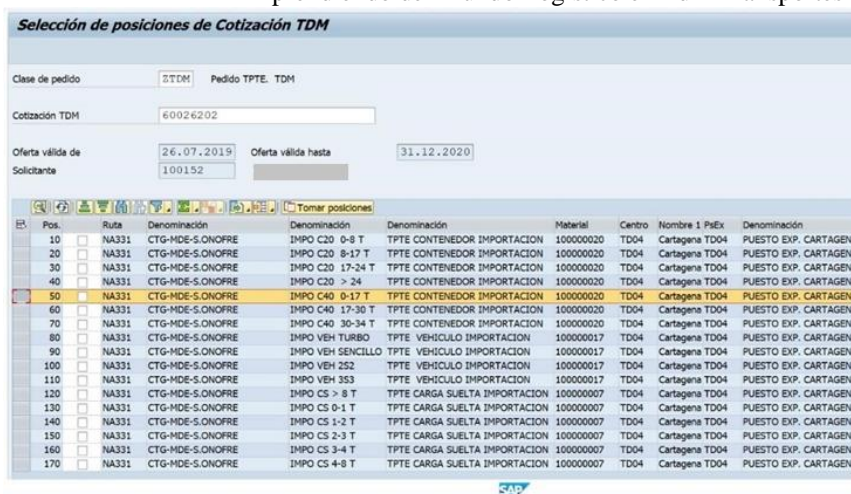 Selección de posiciones de Cotización TDM
Clase de pedido ZTDM Pedido TPTE. TDM
Cotización TDM 60026202
Oferta válida de 26.07.2019 Oferta válida hasta 31.12.2020
Solicitante 100152
Tomar posiciones
Pos. Ruta Denominación Denominación Denominación Material Centro Nombre 1 PsEx Denominación
10 NA331 CTG-MDE-S.ONOFRE IMPO C20 0-8 T TPTE CONTENEDOR IMPORTACION 100000020 TD04 Cartagena TD04 PUESTO EXP. CARTAGEN
20 NA331 CTG-MDE-S.ONOFRE IMPO C20 8-17 T TPTE CONTENEDOR IMPORTACION 100000020 TD04 Cartagena TD04 PUESTO EXP. CARTAGEN
30 NA331 CTG-MDE-S.ONOFRE IMPO C20 17-24 T TPTE CONTENEDOR IMPORTACION 100000020 TD04 Cartagena TD04 PUESTO EXP. CARTAGEN
40 NA331 CTG-MDE-S.ONOFRE IMPO C20 > 24 TPTE CONTENEDOR IMPORTACION 100000020 TD04 Cartagena TD04 PUESTO EXP. CARTAGEN
50 NA331 CTG-MDE-S.ONOFRE IMPO C40 0-17 T TPTE CONTENEDOR IMPORTACION 100000020 TD04 Cartagena TD04 PUESTO EXP. CARTAGEN
60 NA331 CTG-MDE-S.ONOFRE IMPO C40 17-30 T TPTE CONTENEDOR IMPORTACION 100000020 TD04 Cartagena TD04 PUESTO EXP. CARTAGEN
70 NA331 CTG-MDE-S.ONOFRE IMPO C40 30-34 T TPTE CONTENEDOR IMPORTACION 100000020 TD04 Cartagena TD04 PUESTO EXP. CARTAGEN
80 NA331 CTG-MDE-S.ONOFRE IMPO VEH TURBO TPTE VEHICULO IMPORTACION 100000017 TD04 Cartagena TD04 PUESTO EXP. CARTAGEN
90 NA331 CTG-MDE-S.ONOFRE IMPO VEH SENCILLO TPTE VEHICULO IMPORTACION 100000017 TD04 Cartagena TD04 PUESTO EXP. CARTAGEN
100 NA331 CTG-MDE-S.ONOFRE IMPO VEH 2S2 TPTE VEHICULO IMPORTACION 100000017 TD04 Cartagena TD04 PUESTO EXP. CARTAGEN
110 NA331 CTG-MDE-S.ONOFRE IMPO VEH 3S3 TPTE VEHICULO IMPORTACION 100000017 TD04 Cartagena TD04 PUESTO EXP. CARTAGEN
120 NA331 CTG-MDE-S.ONOFRE IMPO CS > 8 T TPTE CARGA SUELTA IMPORTACION 100000007 TD04 Cartagena TD04 PUESTO EXP. CARTAGEN
130 NA331 CTG-MDE-S.ONOFRE IMPO CS 0-1 T TPTE CARGA SUELTA IMPORTACION 100000007 TD04 Cartagena TD04 PUESTO EXP. CARTAGEN
140 NA331 CTG-MDE-S.ONOFRE IMPO CS 1-2 T TPTE CARGA SUELTA IMPORTACION 100000007 TD04 Cartagena TD04 PUESTO EXP. CARTAGEN
150 NA331 CTG-MDE-S.ONOFRE IMPO CS 2-3 T TPTE CARGA SUELTA IMPORTACION 100000007 TD04 Cartagena TD04 PUESTO EXP. CARTAGEN
160 NA331 CTG-MDE-S.ONOFRE IMPO CS 3-4 T TPTE CARGA SUELTA IMPORTACION 100000007 TD04 Cartagena TD04 PUESTO EXP. CARTAGEN
170 NA331 CTG-MDE-S.ONOFRE IMPO CS 4-8 T TPTE CARGA SUELTA IMPORTACION 100000007 TD04 Cartagena TD04 PUESTO EXP. CARTAGEN
SAP